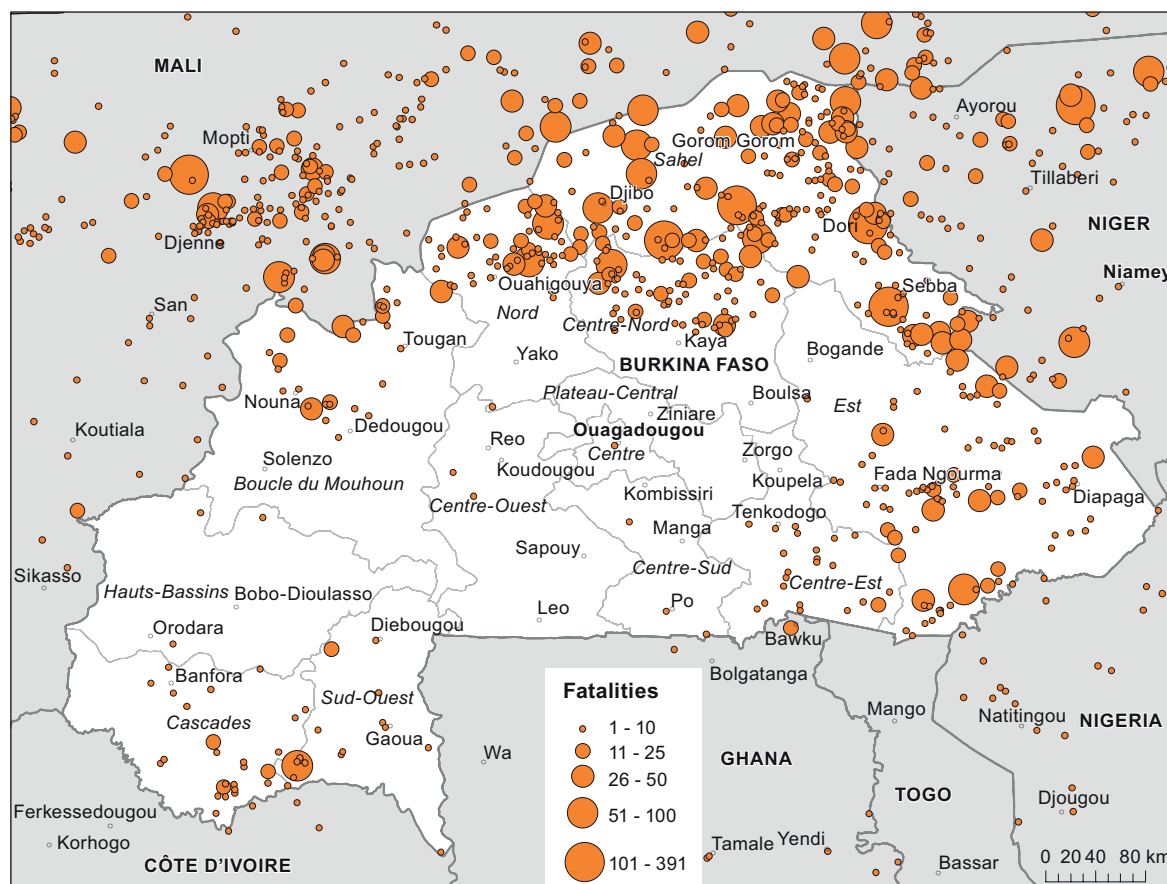 MALI
Ayorou
Mopti
Gorom Gorom
Sahel
Tillaberi
Djibo
NIGER
Djenne
Dori
Niamey
Ouahigouya
Sebba
San
Nord
Centre-Nord
Tougan
Kaya
Yako
BURKINA FASO
Bogande
Plateau-Central
Boulsa
Nouna
Ziniare
Est
Koutiala
Dedougou
Ouagadougou
Reo
Centre
Zorgo
Solenzo
Koudougou
Fada Ngourma
Boucle du Mouhoun
Kombissiri
Koupela
Diapaga
Centre-Ouest
Manga
Tenkodogo
Sapouy
Sikasso
Centre-Sud
Centre-Est
Hauts-Bassins
Bobo-Dioulasso
Leo
Po
Orodara
Diebougou
Bawku
Banfora
Bolgatanga
Sud-Ouest
Fatalities
Cascades
Mango
Natitingou
NIGERIA
1 - 10
Gaoua
11 - 25
Wa
GHANA
26 - 50
TOGO
51 - 100
Djougou
Ferkessedougou
Korhogo
Tamale
Yendi
CÔTE D'IVOIRE
101 - 391
Bassar
0 20 40 80 km